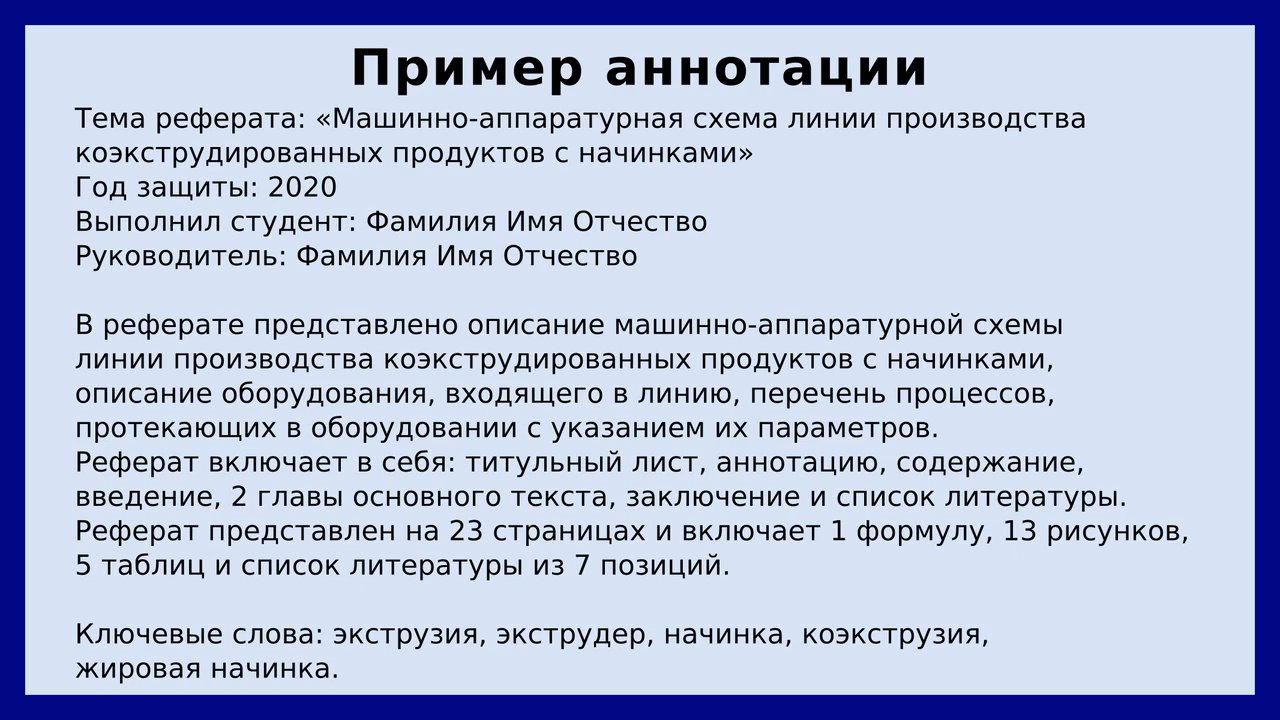 Пример аннотации
Тема реферата: «Машинно-аппаратурная схема линии производства
коэкструдированных продуктов с начинками»
Год защиты: 2020
Выполнил студент: Фамилия Имя Отчество
Руководитель: Фамилия Имя Отчество
В реферате представлено описание машинно-аппаратурной схемы
линии производства коэкструдированных продуктов с начинками,
описание оборудования, входящего в линию, перечень процессов,
протекающих в оборудовании с указанием их параметров.
Реферат включает в себя: титульный лист, аннотацию, содержание,
введение, 2 главы основного текста, заключение и список литературы.
Реферат представлен на 23 страницах и включает 1 формулу, 13 рисунков,
5 таблиц и список литературы из 7 позиций.
Ключевые слова: экструзия, экструдер, начинка, коэкструзия,
жировая начинка.